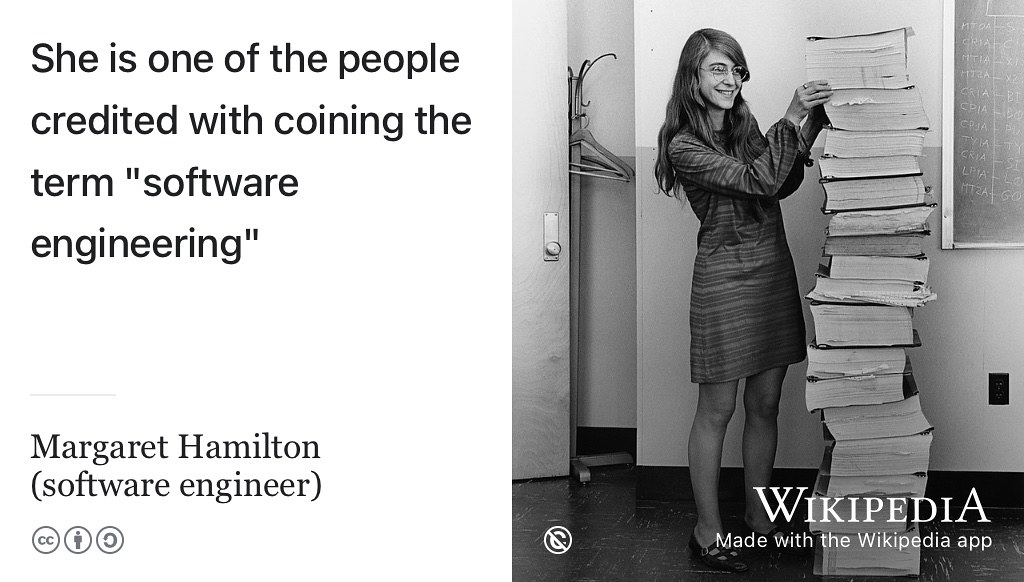 She is one of the people
credited with coining the
term "software
engineering"
Margaret Hamilton
(software engineer)
cc
WIKIPEDIA
Made with the Wikipedia app